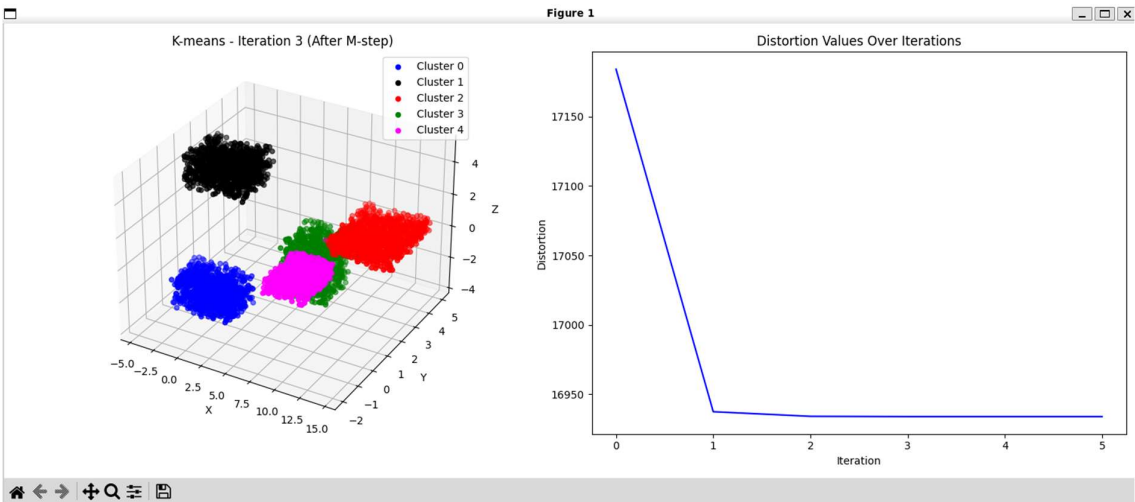 Figure 1
K-means - Iteration 3 (After M-step)
Cluster 0
Cluster 1
Cluster 2
Cluster 3
Cluster 4
4
2
0
−2
−4
Z
5
4
3
2
1
0
−1
−2
Y
−5.0
−2.5
0.0
2.5
5.0
7.5
10.0
12.5
15.0
X
Distortion Values Over Iterations
17150
17100
17050
17000
16950
Distortion
0 1 2 3 4 5
Iteration